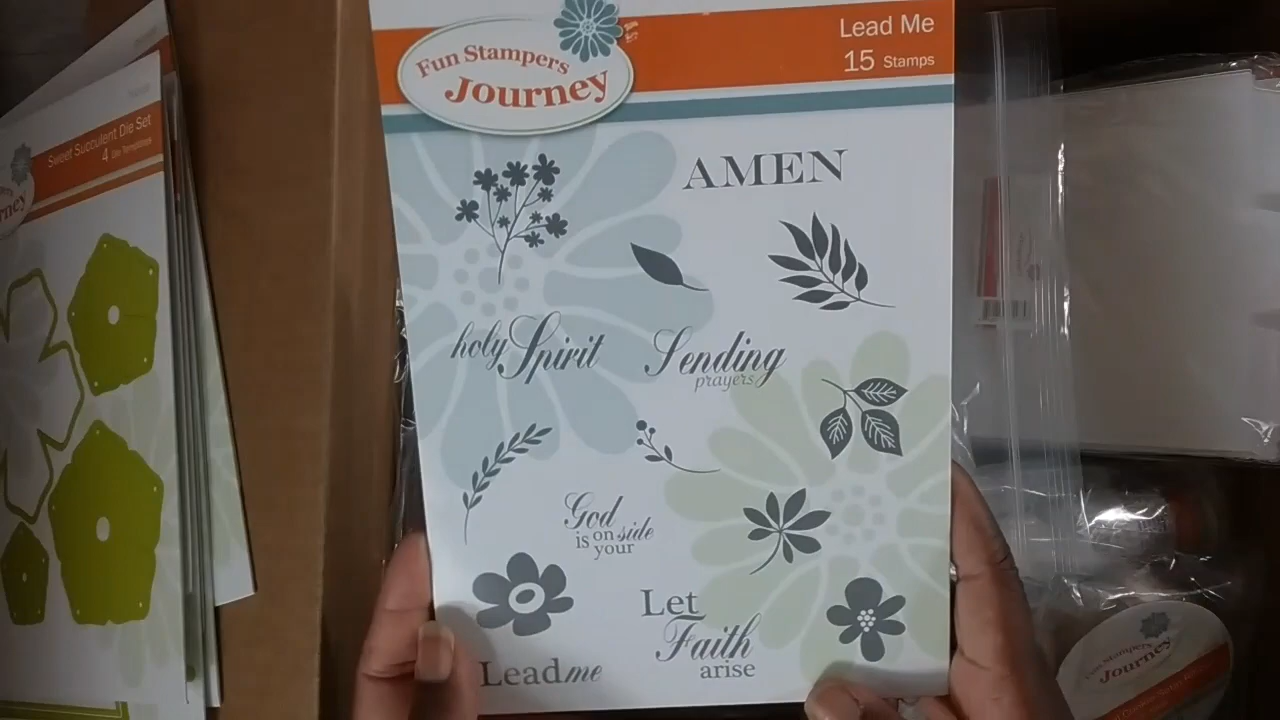 Fun Stampers
Journey
Lead Me
15 Stamps
AMEN
holy Spirit
Sending
prayers
God
is on side
your
Let
Faith
arise
Lead me
Sweet Succulent Die Set
4 Die Templates
Fun Stampers
Journey